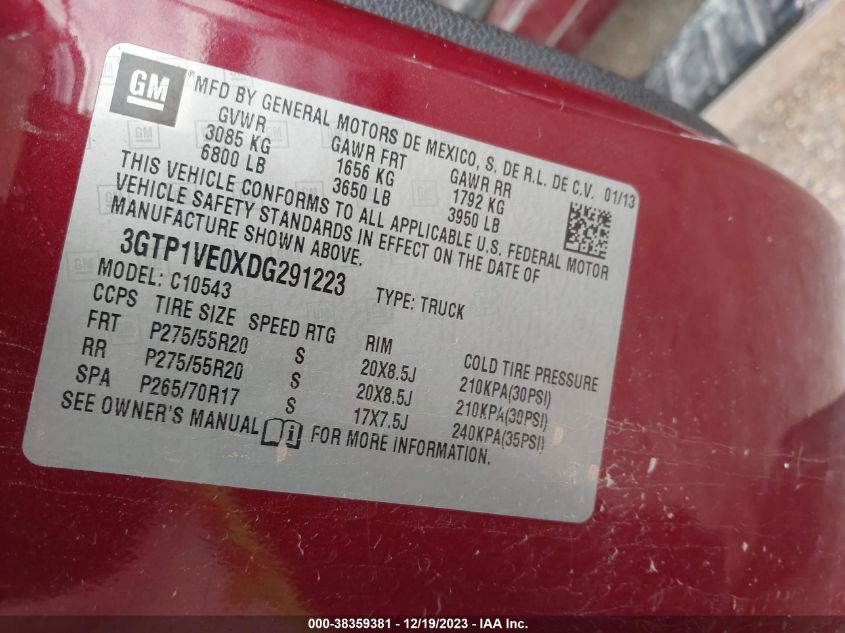 GM
MFD BY GENERAL MOTORS DE MEXICO, S. DE R.L. DE C.V. 01/13
GVWR GAWR FRT GAWR RR
3085 KG 1656 KG 1792 KG
6800 LB 3650 LB 3950 LB
THIS VEHICLE CONFORMS TO ALL APPLICABLE U.S. FEDERAL MOTOR
VEHICLE SAFETY STANDARDS IN EFFECT ON THE DATE OF
MANUFACTURE SHOWN ABOVE.
3GTP1VE0XDG291223 TYPE: TRUCK
MODEL: C10543
CCPS TIRE SIZE SPEED RTG RIM COLD TIRE PRESSURE
FRT P275/55R20 S 20X8.5J 210KPA(30PSI)
RR P275/55R20 S 20X8.5J 210KPA(30PSI)
SPA P265/70R17 S 17X7.5J 240KPA(35PSI)
SEE OWNER'S MANUAL FOR MORE INFORMATION.
000-38359381 - 12/19/2023 - IAA Inc.